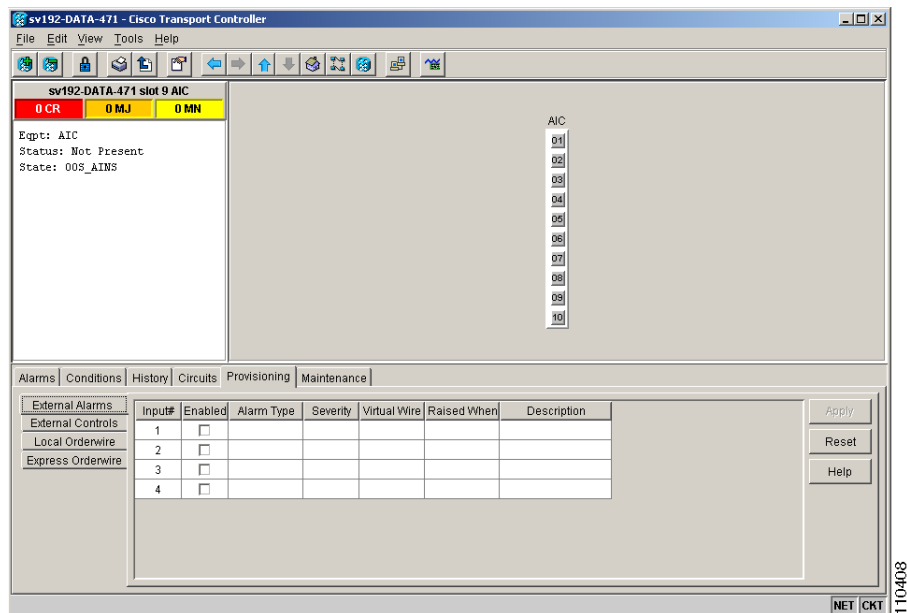 sv192-DATA-471 - Cisco Transport Controller
File Edit View Tools Help
sv192-DATA-471 slot 9 AIC
0 CR 0 MJ 0 MN
Eqpt: AIC
Status: Not Present
State: OOS_AINS
AIC
01
02
03
04
05
06
07
08
09
10
Alarms Conditions History Circuits Provisioning Maintenance
External Alarms
External Controls
Local Orderwire
Express Orderwire
Input# Enabled Alarm Type Severity Virtual Wire Raised When Description
1
2
3
4
Apply
Reset
Help
NET CKT
110408